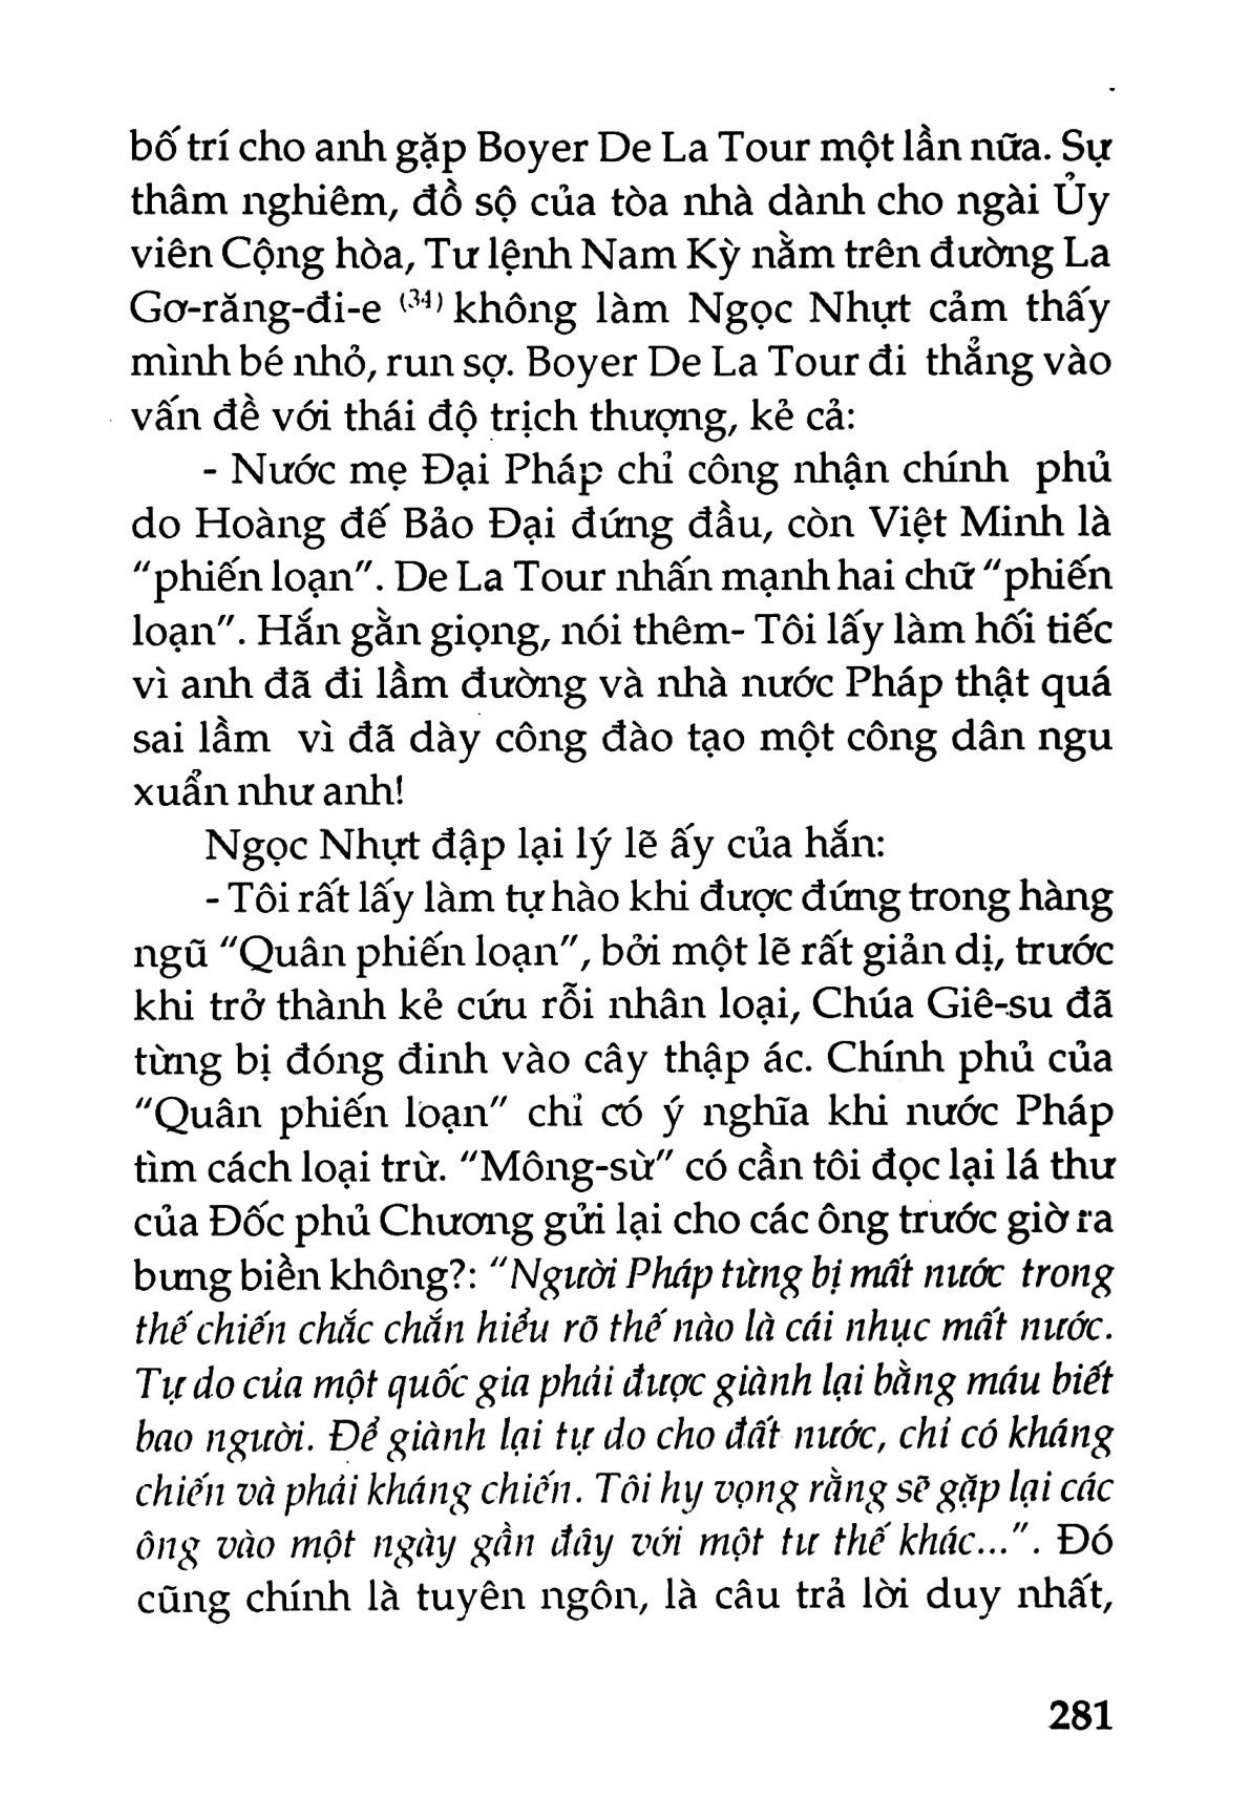 bố trí cho anh gặp Boyer De La Tour một lần nữa. Sự
thâm nghiêm, đồ sộ của tòa nhà dành cho ngài Ủy
viên Cộng hòa, Tư lệnh Nam Kỳ nằm trên đường La
Gơ-răng-đi-e (34) không làm Ngọc Nhựt cảm thấy
mình bé nhỏ, run sợ. Boyer De La Tour đi thẳng vào
vấn đề với thái độ trịch thượng, kẻ cả:
- Nước mẹ Đại Pháp chỉ công nhận chính phủ
do Hoàng đế Bảo Đại đứng đầu, còn Việt Minh là
"phiến loạn". De La Tour nhấn mạnh hai chữ "phiến
loạn". Hắn gằn giọng, nói thêm- Tôi lấy làm hối tiếc
vì anh đã đi lầm đường và nhà nước Pháp thật quá
sai lầm vì đã dày công đào tạo một công dân ngu
xuẩn như anh!
Ngọc Nhựt đập lại lý lẽ ấy của hắn:
- Tôi rất lấy làm tự hào khi được đứng trong hàng
ngũ "Quân phiến loạn", bởi một lẽ rất giản dị, trước
khi trở thành kẻ cứu rỗi nhân loại, Chúa Giê-su đã
từng bị đóng đinh vào cây thập ác. Chính phủ của
"Quân phiến loạn" chỉ có ý nghĩa khi nước Pháp
tìm cách loại trừ. "Mông-sừ" có cần tôi đọc lại lá thư
của Đốc phủ Chương gửi lại cho các ông trước giờ ra
bưng biền không?: "Người Pháp từng bị mất nước trong
thế chiến chắc chắn hiểu rõ thế nào là cái nhục mất nước.
Tự do của một quốc gia phải được giành lại bằng máu biết
bao người. Để giành lại tự do cho đất nước, chỉ có kháng
chiến và phải kháng chiến. Tôi hy vọng rằng sẽ gặp lại các
ông vào một ngày gần đây với một tư thế khác...". Đó
cũng chính là tuyên ngôn, là câu trả lời duy nhất,
281